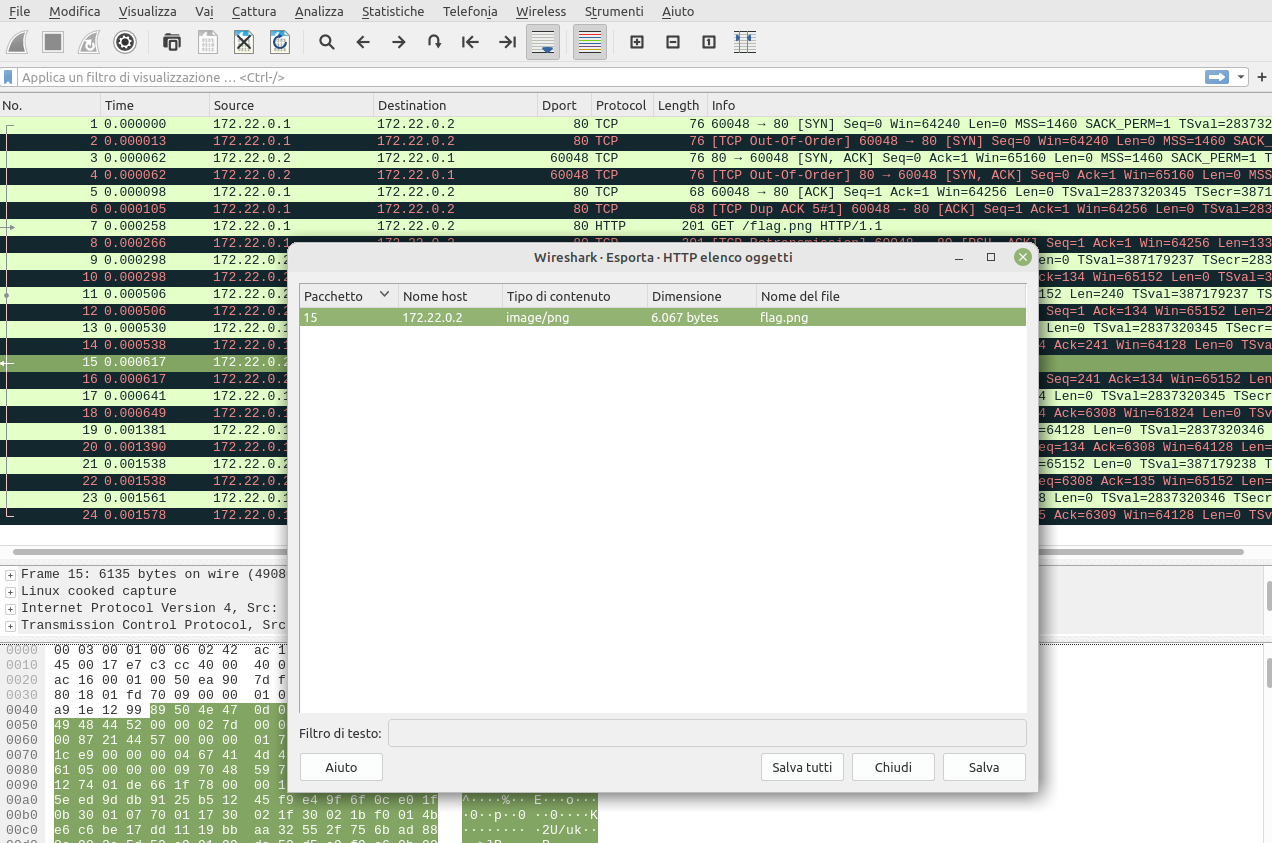 File Modifica Visualizza Vai Cattura Analizza Statistiche Telefonia Wireless Strumenti Aiuto
Applica un filtro di visualizzazione … <Ctrl-/>
No. Time Source Destination Dport Protocol Length Info
1 0.000000 172.22.0.1 172.22.0.2 80 TCP 76 60048 → 80 [SYN] Seq=0 Win=64240 Len=0 MSS=1460 SACK_PERM=1 TSval=283732
2 0.000013 172.22.0.1 172.22.0.2 80 TCP 76 [TCP Out-Of-Order] 60048 → 80 [SYN] Seq=0 Win=64240 Len=0 MSS=1460 SACK_
3 0.000062 172.22.0.2 172.22.0.1 60048 TCP 76 80 → 60048 [SYN, ACK] Seq=0 Ack=1 Win=65160 Len=0 MSS=1460 SACK_PERM=1 T
4 0.000062 172.22.0.2 172.22.0.1 60048 TCP 76 [TCP Out-Of-Order] 80 → 60048 [SYN, ACK] Seq=0 Ack=1 Win=65160 Len=0 MSS
5 0.000098 172.22.0.1 172.22.0.2 80 TCP 68 60048 → 80 [ACK] Seq=1 Ack=1 Win=64256 Len=0 TSval=2837320345 TSecr=3871
6 0.000105 172.22.0.1 172.22.0.2 80 TCP 68 [TCP Dup ACK 5#1] 60048 → 80 [ACK] Seq=1 Ack=1 Win=64256 Len=0 TSval=283
7 0.000258 172.22.0.1 172.22.0.2 80 HTTP 201 GET /flag.png HTTP/1.1
8 0.000266 172.22.0.1 Seq=1 Ack=1 Win=64256 Len=133
9 0.000298 172.22.0. en=0 TSval=387179237 TSecr=283
10 0.000298 172.22.0. k=134 Win=65152 Len=0
11 0.000506 172.22.0. 152 Len=240 TSval=387179237 TS
12 0.000506 172.22.0. Seq=1 Ack=134 Win=65152 Len=2
13 0.000530 172.22.0. Len=0 TSval=2837320345 TSecr=
14 0.000538 172.22.0. 4 Ack=241 Win=64128 Len=0 TSva
15 0.000617 172.22.0.
16 0.000617 172.22.0. Seq=241 Ack=134 Win=65152 Len
17 0.000641 172.22.0. 4 Len=0 TSval=2837320345 TSecr
18 0.000649 172.22.0. 4 Ack=6308 Win=61824 Len=0 TSv
19 0.001381 172.22.0. =64128 Len=0 TSval=2837320346
20 0.001390 172.22.0. eq=134 Ack=6308 Win=64128 Len=
21 0.001538 172.22.0. =65152 Len=0 TSval=387179238 T
22 0.001538 172.22.0. eq=6308 Ack=135 Win=65152 Len=
23 0.001561 172.22.0. 8 Len=0 TSval=2837320346 TSecr
24 0.001578 172.22.0. 5 Ack=6309 Win=64128 Len=0 TSv
Wireshark · Esporta · HTTP elenco oggetti
Pacchetto Nome host Tipo di contenuto Dimensione Nome del file
15 172.22.0.2 image/png 6.067 bytes flag.png
Filtro di testo:
Aiuto Salva tutti Chiudi Salva
Frame 15: 6135 bytes on wire (4908
Linux cooked capture
Internet Protocol Version 4, Src:
Transmission Control Protocol, Src
0000 00 03 00 01 00 06 02 42 ac 1
0010 45 00 17 e7 c3 cc 40 00 40 0
0020 ac 16 00 01 00 50 ea 90 7d f
0030 80 18 01 fd 70 09 00 00 01 0
0040 a9 1e 12 99 89 50 4e 47 0d 0
0050 49 48 44 52 00 00 02 7d 00 0
0060 00 87 21 44 57 00 00 00 01 7
0070 1c e9 00 00 00 04 67 41 4d 4
0080 61 05 00 00 00 09 70 48 59 7
0090 12 74 01 de 66 1f 78 00 00 1
00a0 5e ed 9d db 91 25 b5 12 45 f9 e4 9f 6f 0c e0 1f ^····%·· E···o···
00b0 0b 30 01 07 70 01 17 30 02 1f 30 02 1b f0 01 4b ·0··p··0 ··0····K
00c0 e6 c6 be 17 dd 11 19 bb aa 32 55 2f 75 6b ad 88 ········ ·2U/uk··